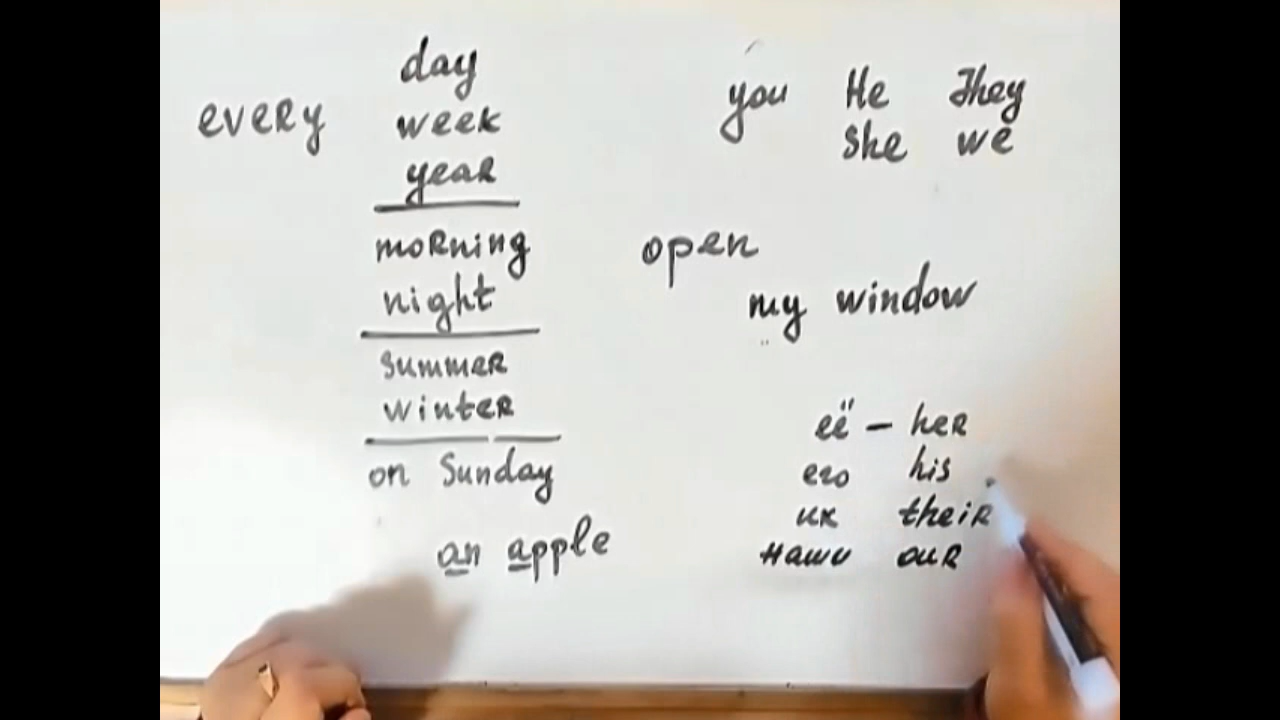 day
every week
year
morning
night
summer
winter
on Sunday
an apple
you He They
She we
open
my window
её – her
его his
их their
наши our